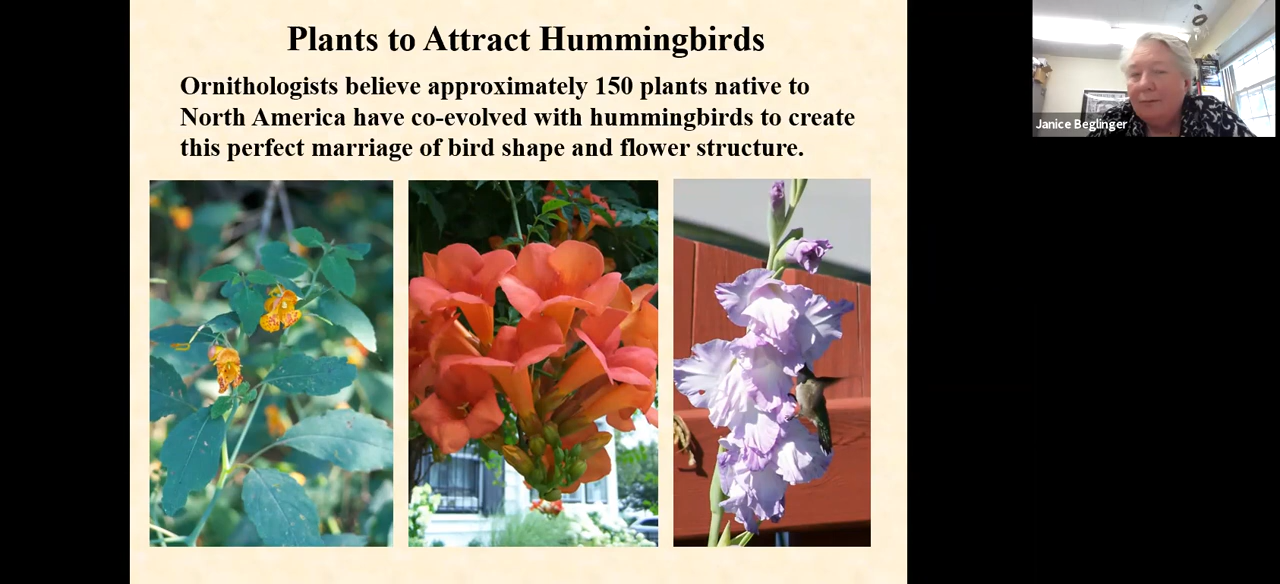 Plants to Attract Hummingbirds
Ornithologists believe approximately 150 plants native to
North America have co-evolved with hummingbirds to create
this perfect marriage of bird shape and flower structure.
Janice Beglinger